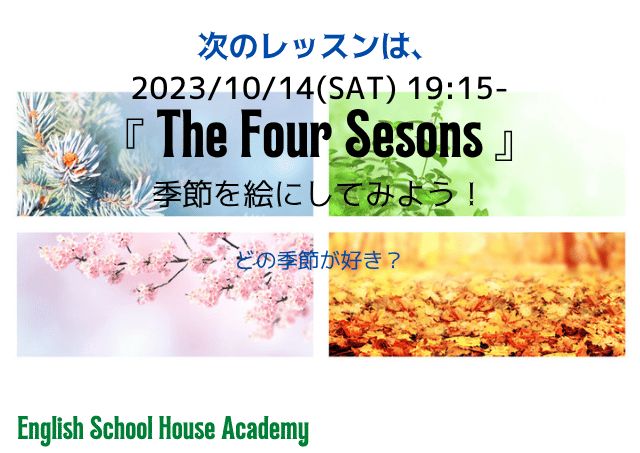 次のレッスンは、
2023/10/14(SAT) 19:15-
『 The Four Sesons 』
季節を絵にしてみよう！
どの季節が好き？
English School House Academy